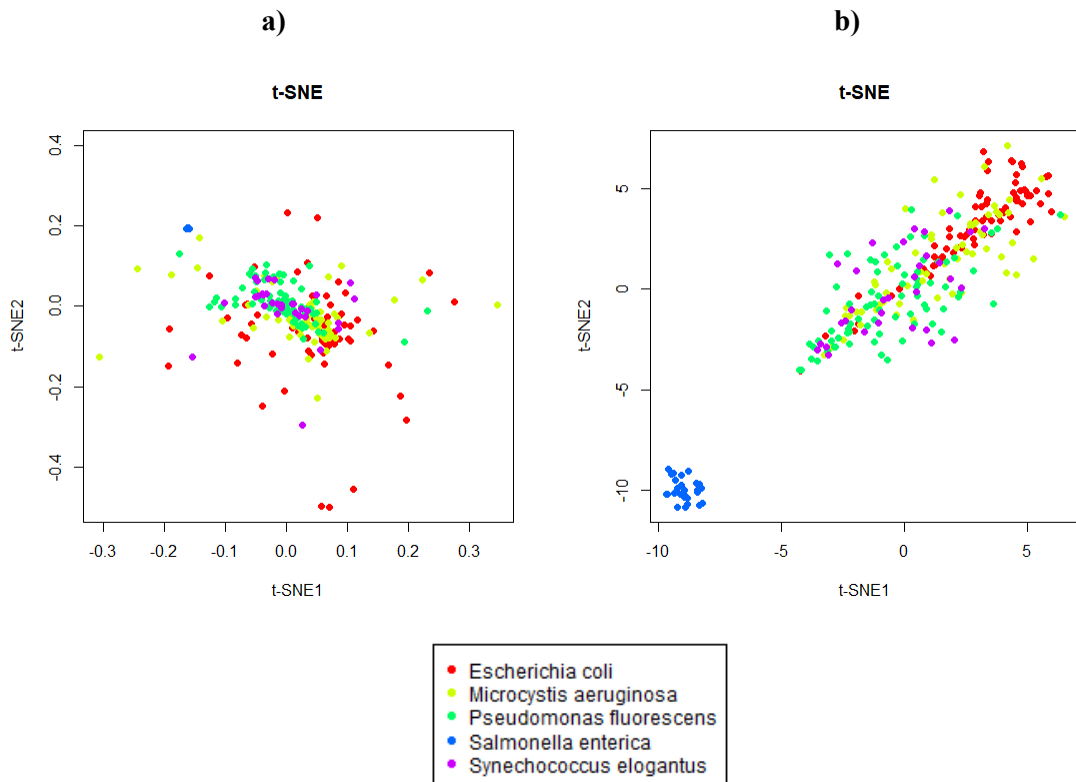 a)
b)
t-SNE
t-SNE
t-SNE2
0.4
0.2
0.0
-0.2
-0.4
-0.3
-0.2
-0.1
0.0
0.1
0.2
0.3
t-SNE1
t-SNE2
5
0
-5
-10
-10
-5
0
5
t-SNE1
Escherichia coli
Microcystis aeruginosa
Pseudomonas fluorescens
Salmonella enterica
Synechococcus elogantus